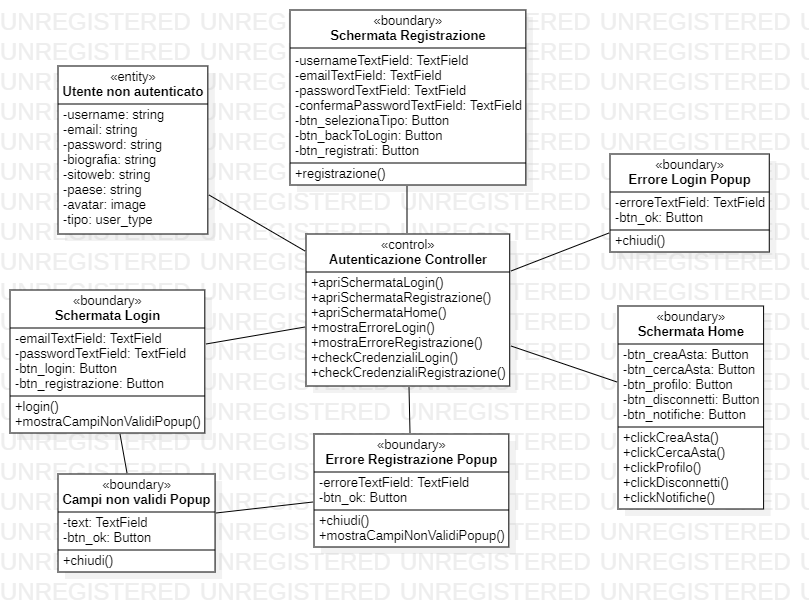 «boundary»
Schermata Registrazione
-usernameTextField: TextField
-emailTextField: TextField
-passwordTextField: TextField
-confermaPasswordTextField: TextField
-btn_selezionaTipo: Button
-btn_backToLogin: Button
-btn_registrati: Button
+registrazione()
«entity»
Utente non autenticato
-username: string
-email: string
-password: string
-biografia: string
-sitoweb: string
-paese: string
-avatar: image
-tipo: user_type
«boundary»
Errore Login Popup
-erroreTextField: TextField
-btn_ok: Button
+chiudi()
«control»
Autenticazione Controller
+apriSchermataLogin()
+apriSchermataRegistrazione()
+apriSchermataHome()
+mostraErroreLogin()
+mostraErroreRegistrazione()
+checkCredenzialiLogin()
+checkCredenzialiRegistrazione()
«boundary»
Schermata Login
-emailTextField: TextField
-passwordTextField: TextField
-btn_login: Button
-btn_registrazione: Button
+login()
+mostraCampiNonValidiPopup()
«boundary»
Schermata Home
-btn_creaAsta: Button
-btn_cercaAsta: Button
-btn_profilo: Button
-btn_disconnetti: Button
-btn_notifiche: Button
+clickCreaAsta()
+clickCercaAsta()
+clickProfilo()
+clickDisconnetti()
+clickNotifiche()
«boundary»
Errore Registrazione Popup
-erroreTextField: TextField
-btn_ok: Button
+chiudi()
+mostraCampiNonValidiPopup()
«boundary»
Campi non validi Popup
-text: TextField
-btn_ok: Button
+chiudi()
UNREGISTERED UNREGISTERED UNREGISTERED UNREGISTERED